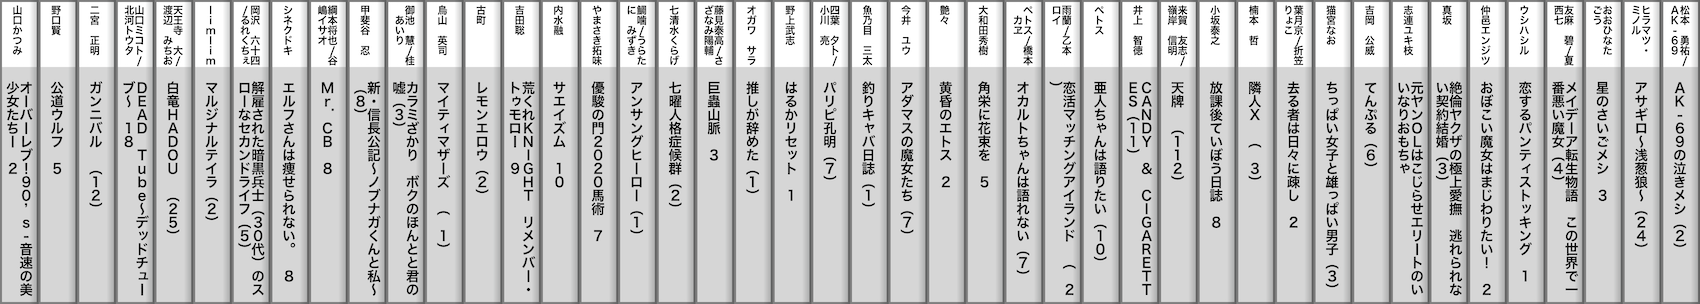 松本　勇祐/
ＡＫ-６９
ＡＫ-６９の泣きメシ（２）
ヒラマツ・
ミノル
アサギロ～浅葱狼～（２４）
おおひなた
ごう
星のさいごメシ　３
友麻　碧/夏
西七
メイデーア転生物語　この世界で一
番悪い魔女（４）
ウシハシル
恋するパンティストッキング　１
仲邑エンジツ
おぼこい魔女はまじわりたい！　２
真坂
絶倫ヤクザの極上愛撫　逃れられな
い契約結婚（３）
志連ユキ枝
元ヤンＯＬはこじらせエリートのい
いなりおもちゃ
吉岡　公威
てんぷる（６）
猫宮なお
ちっぱい女子と雄っぱい男子（３）
葉月京/折笠
りょこ
去る者は日々に疎し　２
楠本　哲
隣人Ｘ　（　３）
小坂泰之
放課後ていぼう日誌　８
来賀　友志/
嶺岸　信明
天牌　（１１２）
井上　智徳
ＣＡＮＤＹ　＆　ＣＩＧＡＲＥＴＴ
ＥＳ（１１）
ペトス
亜人ちゃんは語りたい（１０）
雨蘭/乙本
ロイ
恋活マッチングアイランド　（　２
）
ペトス/橋本
カヱ
オカルトちゃんは語れない（７）
大和田秀樹
角栄に花束を　５
艶々
黄昏のエトス　２
今井　ユウ
アダマスの魔女たち（７）
魚乃目　三太
釣りキャバ日誌（１）
四葉　夕ト/
小川　亮
パリピ孔明（７）
野上武志
はるかリセット　１
オガワ　サラ
推しが辞めた（１）
藤見泰高/さ
ざなみ陽輔
巨蟲山脈　３
七清水くらげ
七曜人格症候群（２）
鯛噛/うらた
に　みずき
アンサングヒーロー（１）
やまさき拓味
優駿の門２０２０馬術　７
内水融
サエイズム　１０
吉田聡
荒くれＫＮＩＧＨＴ　リメンバー・
トゥモロー　９
古町
レモンエロウ（２）
鳥山　英司
マイティマザーズ　（　１）
御池　慧/桂
あいり
カラミざかり　ボクのほんとと君の
嘘（３）
甲斐谷　忍
新・信長公記～ノブナガくんと私～
（８）
綱本将也/谷
嶋イサオ
Ｍｒ．ＣＢ　８
シネクドキ
エルフさんは痩せられない。　８
岡沢　六十四
/るれくちぇ
解雇された暗黒兵士（３０代）のス
ローなセカンドライフ（５）
ｌｉｍｌｉｍ
マルジナルテイラ（２）
天王寺　大/
渡辺　みちお
白竜ＨＡＤＯＵ　（２５）
山口ミコト/
北河トウタ
ＤＥＡＤ　Ｔｕｂｅ～デッドチュー
ブ～　１８
二宮　正明
ガンニバル　（１２）
野口賢
公道ウルフ　５
山口かつみ
オーバーレブ！９０’ｓ-音速の美
少女たち-　２